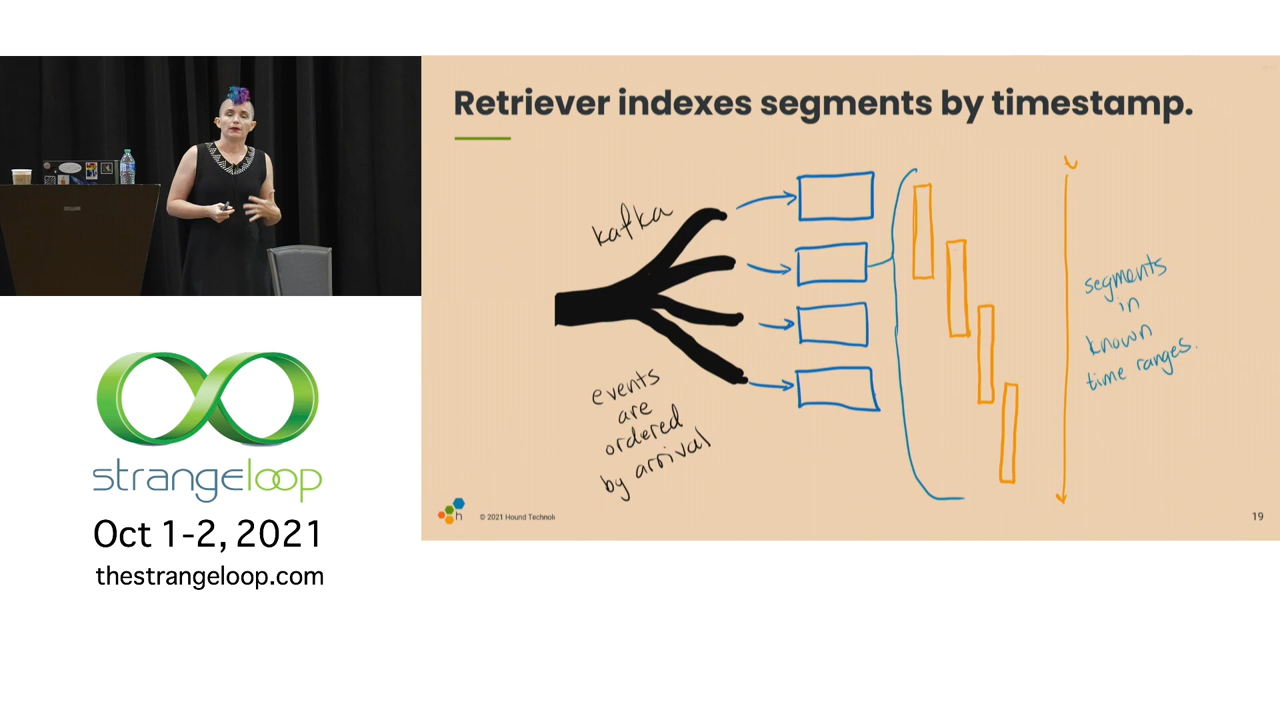 Retriever indexes segments by timestamp.
kafka
events
are
ordered
by arrival
segments
in
known
time ranges.
h
© 2021 Hound Technok
19
strangeloop
Oct 1-2, 2021
thestrangeloop.com